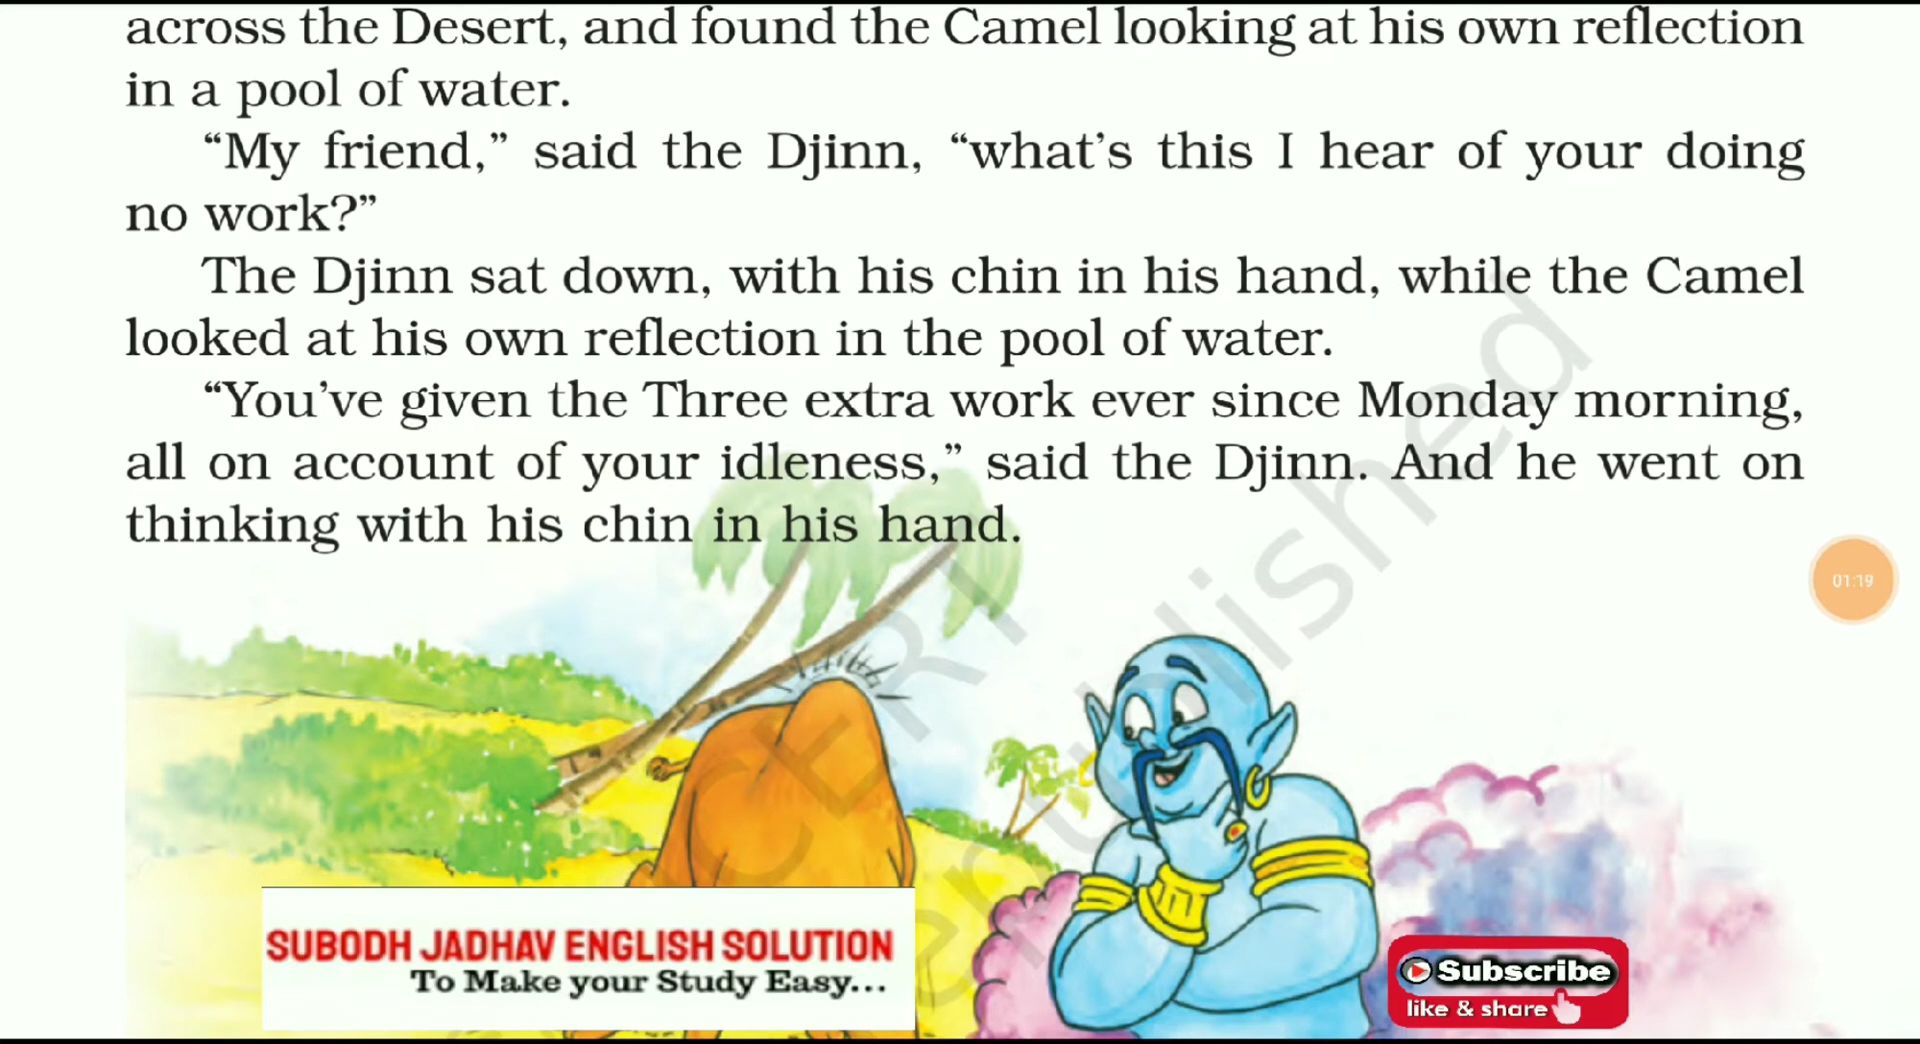 across the Desert, and found the Camel looking at his own reflection
in a pool of water.
“My friend,” said the Djinn, “what’s this I hear of your doing
no work?”
The Djinn sat down, with his chin in his hand, while the Camel
looked at his own reflection in the pool of water.
“You’ve given the Three extra work ever since Monday morning,
all on account of your idleness,” said the Djinn. And he went on
thinking with his chin in his hand.
01:19
SUBODH JADHAV ENGLISH SOLUTION
To Make your Study Easy...
Subscribe
like & share